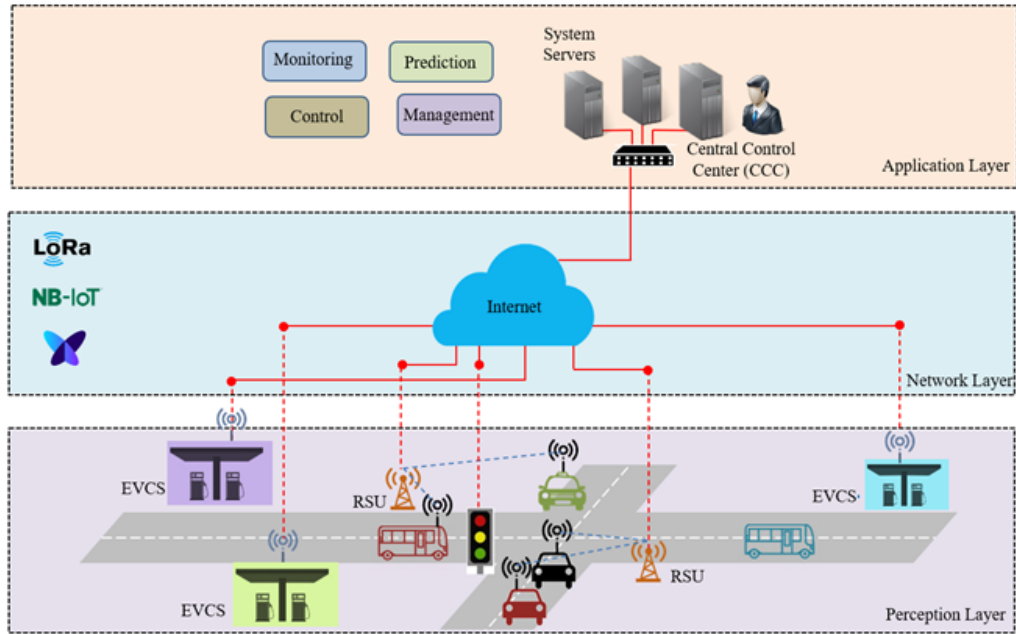 System
Servers
Monitoring
Prediction
Control
Management
Central Control
Center (CCC)
Application Layer
LoRa
NB-IoT
Internet
Network Layer
EVCS
RSU
EVCS
RSU
EVCS
Perception Layer